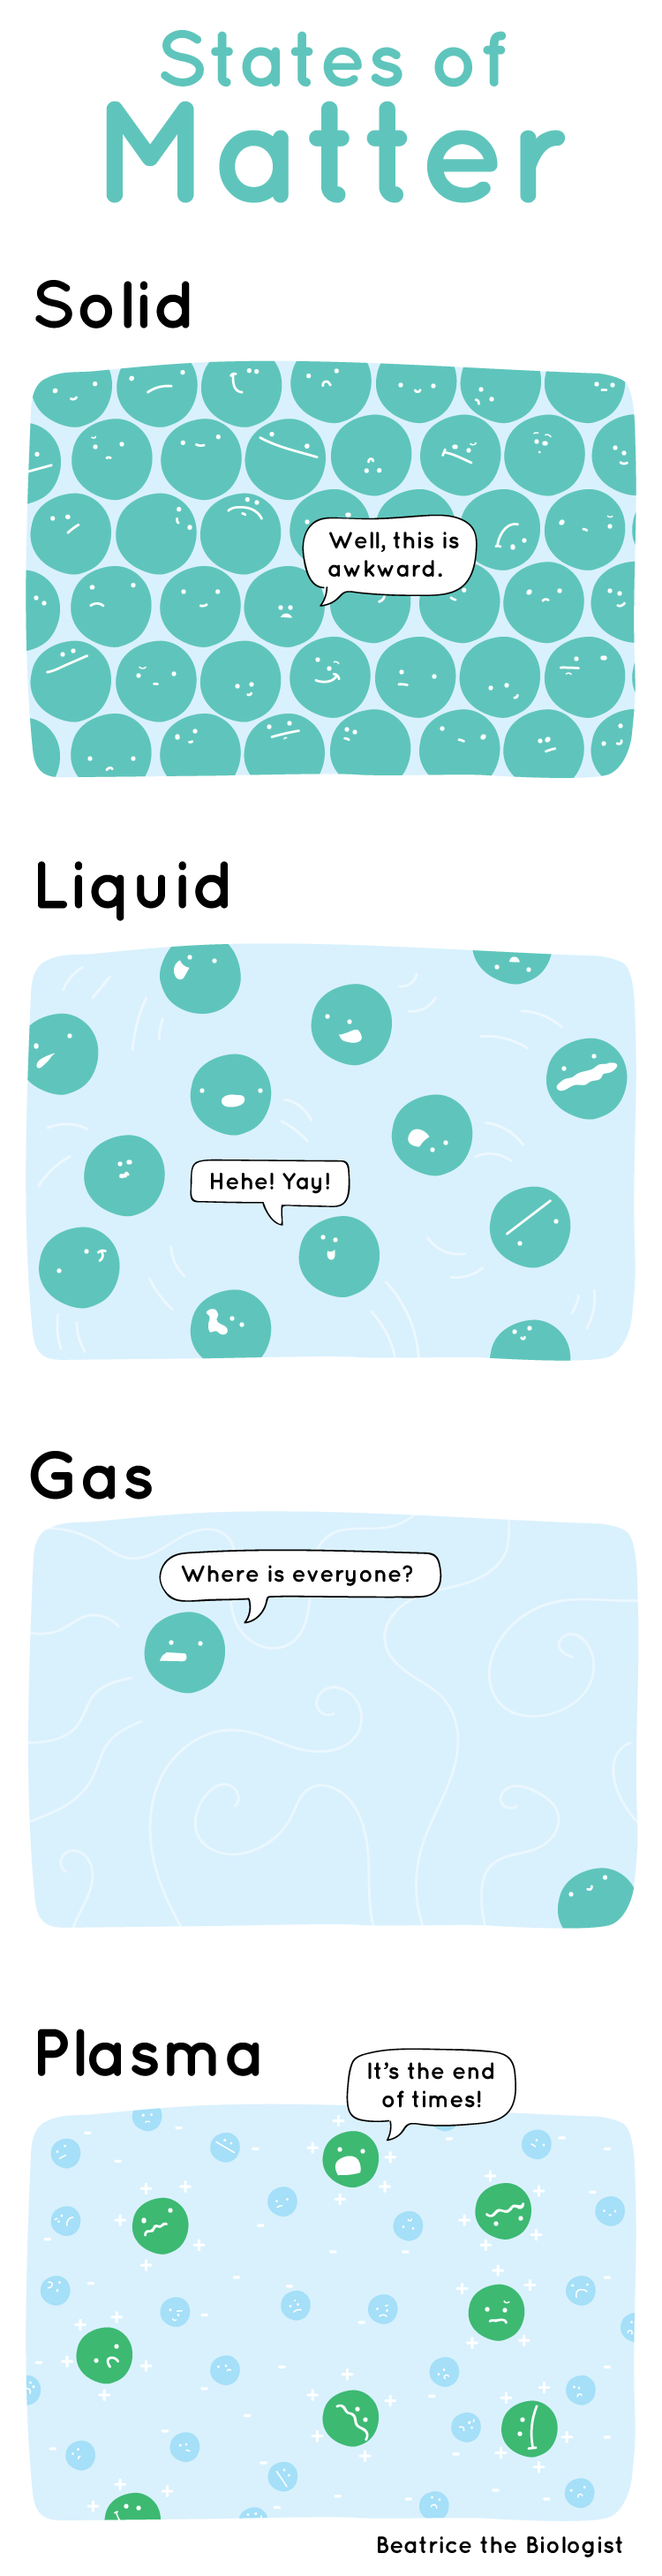 States of
Matter
Solid
Well, this is
awkward.
Liquid
Hehe! Yay!
Gas
Where is everyone?
Plasma
It's the end
of times!
Beatrice the Biologist